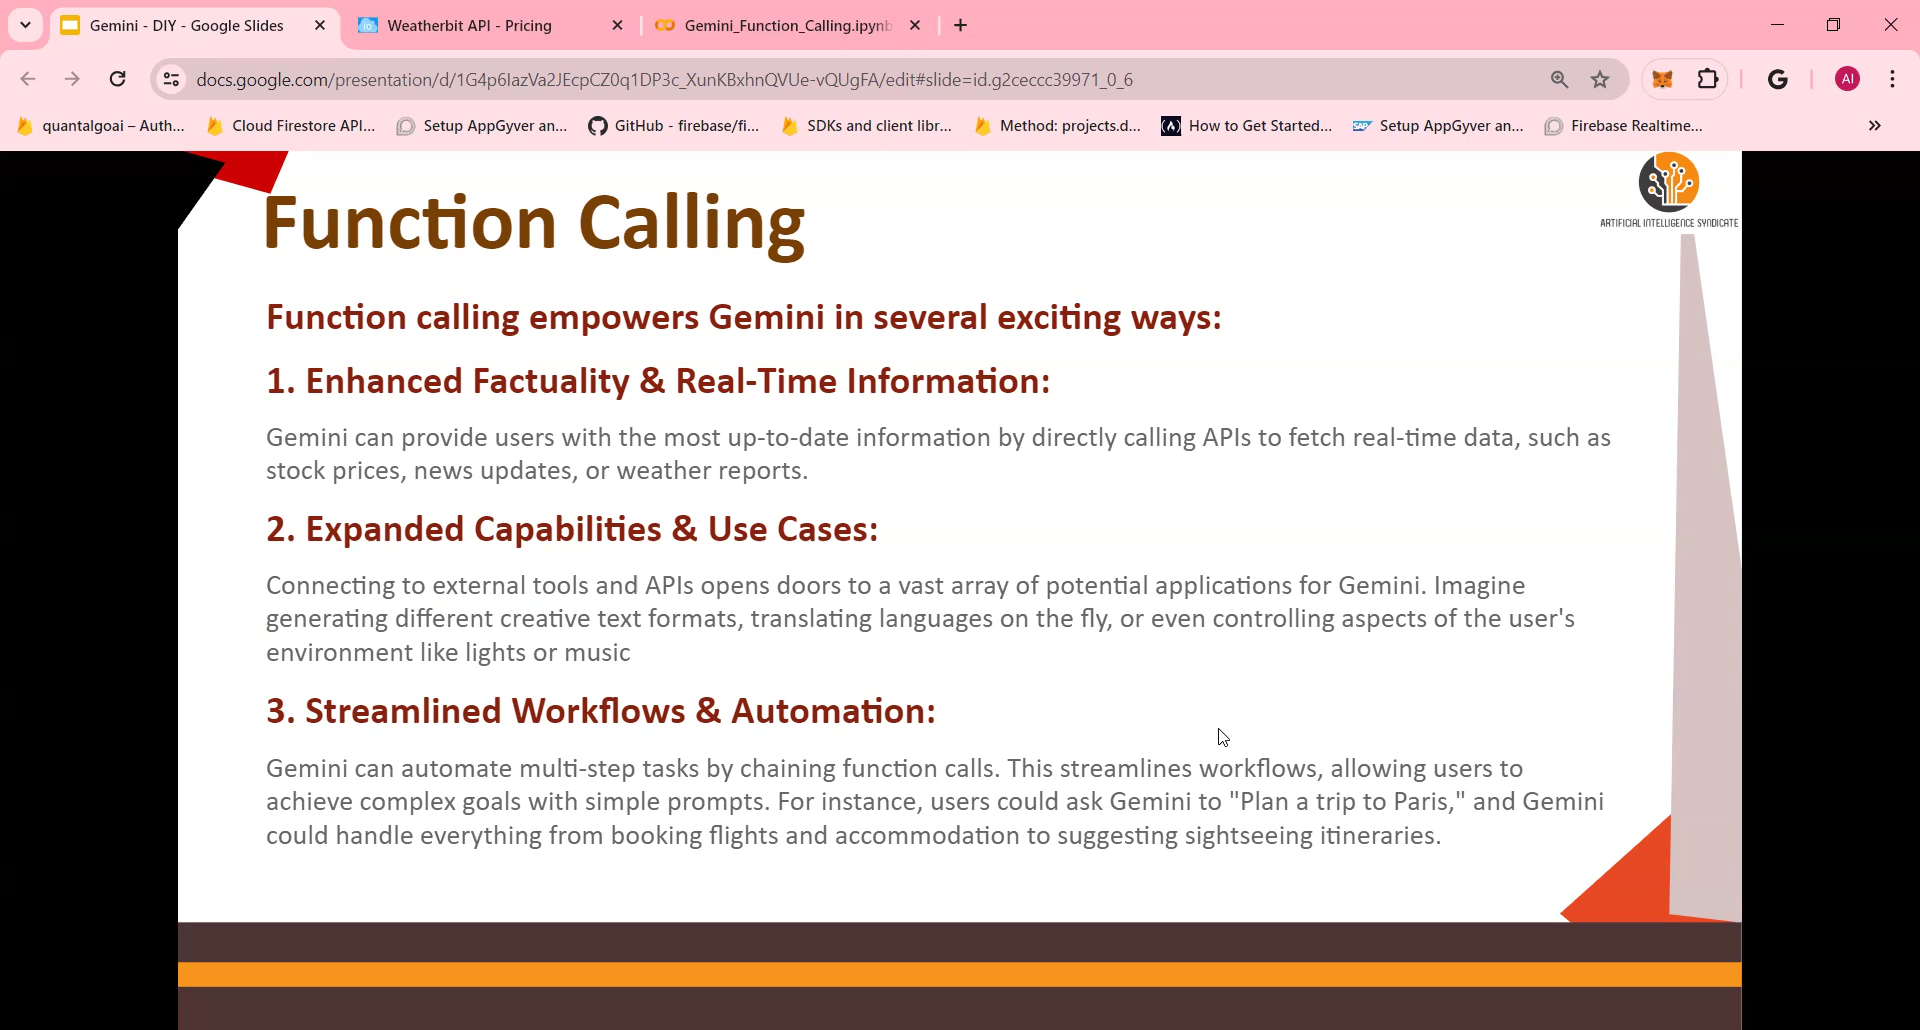 Gemini - DIY - Google Slides
Weatherbit API - Pricing
Gemini_Function_Calling.ipynb
docs.google.com/presentation/d/1G4p6IazVa2JEcpCZ0q1DP3c_XunKBxhnQVUe-vQUgFA/edit#slide=id.g2ceccc39971_0_6
G
AI
quantalgoai – Auth...
Cloud Firestore API...
Setup AppGyver an...
GitHub - firebase/fi...
SDKs and client libr...
Method: projects.d...
How to Get Started...
SAP
Setup AppGyver an...
Firebase Realtime...
ARTIFICIAL INTELLIGENCE SYNDICATE
Function Calling
Function calling empowers Gemini in several exciting ways:
1. Enhanced Factuality & Real-Time Information:
Gemini can provide users with the most up-to-date information by directly calling APIs to fetch real-time data, such as
stock prices, news updates, or weather reports.
2. Expanded Capabilities & Use Cases:
Connecting to external tools and APIs opens doors to a vast array of potential applications for Gemini. Imagine
generating different creative text formats, translating languages on the fly, or even controlling aspects of the user's
environment like lights or music
3. Streamlined Workflows & Automation:
Gemini can automate multi-step tasks by chaining function calls. This streamlines workflows, allowing users to
achieve complex goals with simple prompts. For instance, users could ask Gemini to "Plan a trip to Paris," and Gemini
could handle everything from booking flights and accommodation to suggesting sightseeing itineraries.